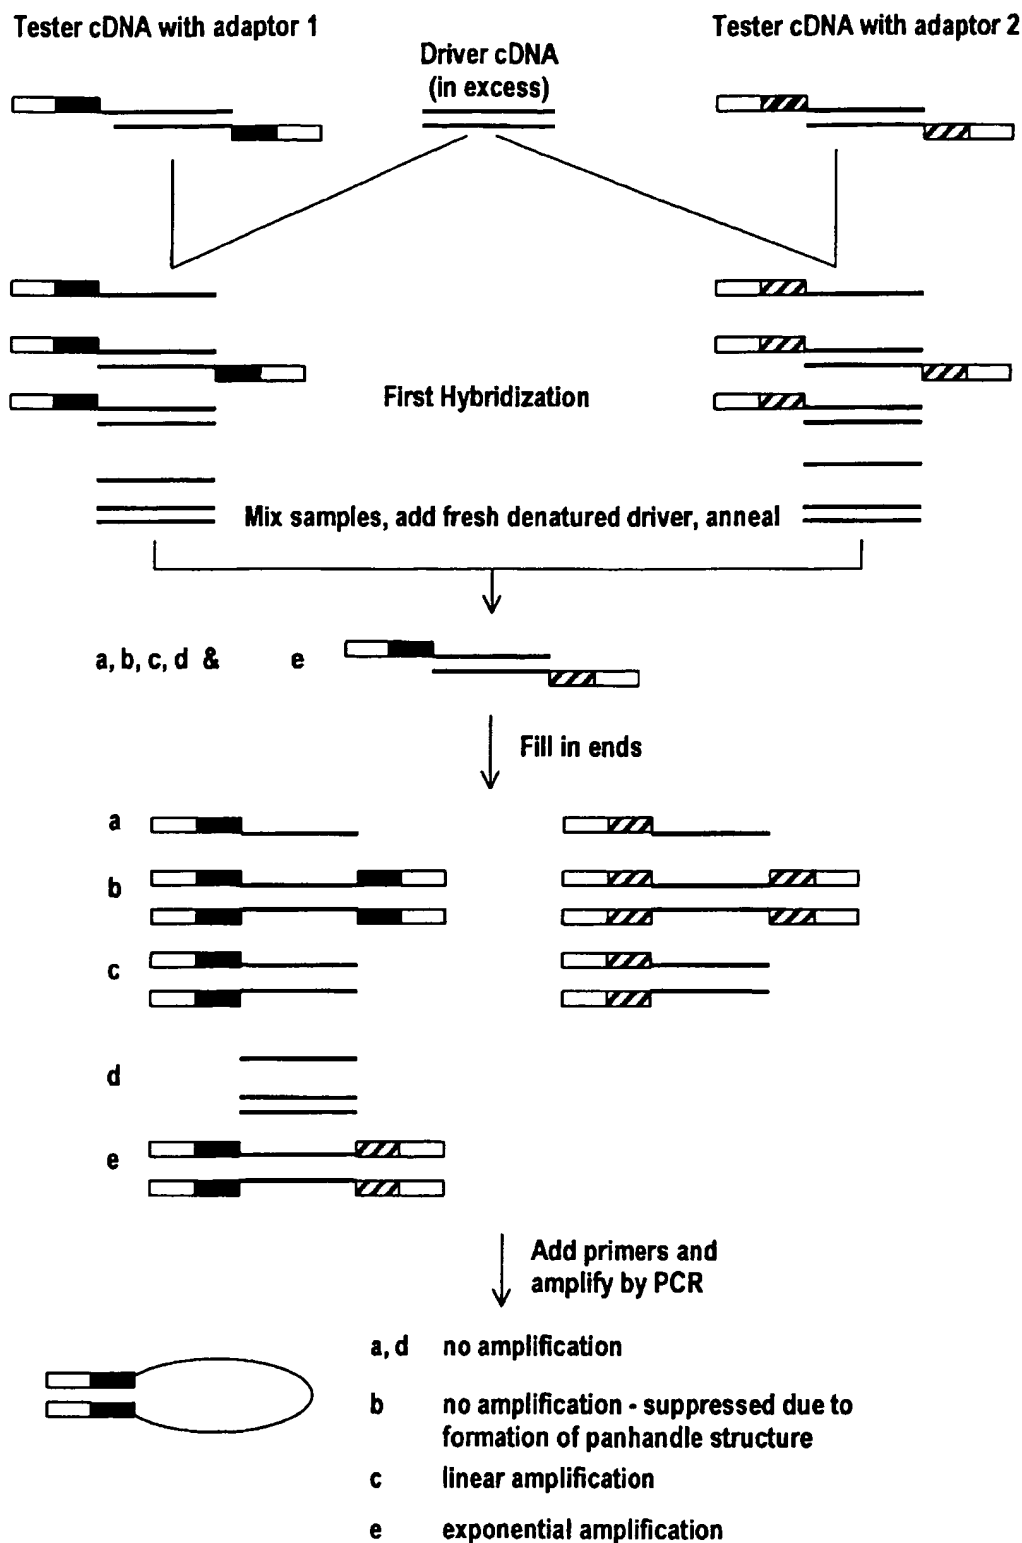 Tester cDNA with adaptor 1
Driver cDNA
(in excess)
Tester cDNA with adaptor 2
First Hybridization
Mix samples, add fresh denatured driver, anneal
a, b, c, d & e
Fill in ends
a
b
c
d
e
Add primers and
amplify by PCR
a, d no amplification
b no amplification - suppressed due to
formation of panhandle structure
c linear amplification
e exponential amplification